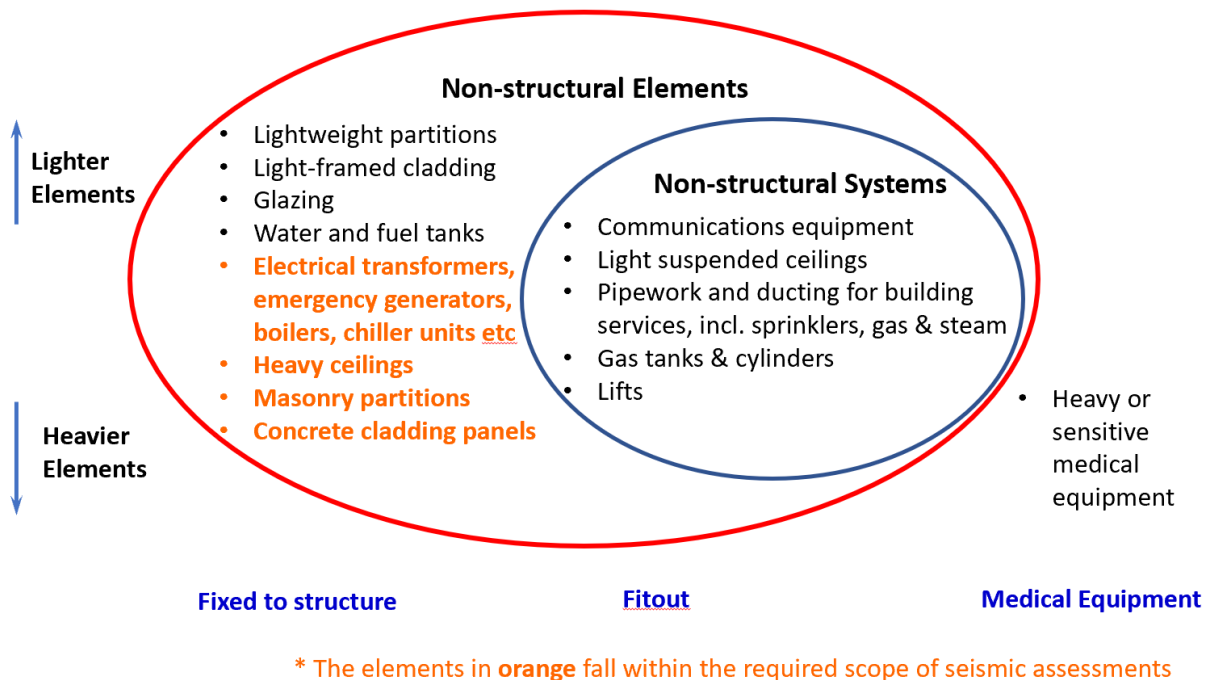 Non-structural Elements
• Lightweight partitions
• Light-framed cladding
• Glazing
• Water and fuel tanks
• Electrical transformers,
emergency generators,
boilers, chiller units etc
• Heavy ceilings
• Masonry partitions
• Concrete cladding panels
Lighter
Elements
Heavier
Elements
Non-structural Systems
• Communications equipment
• Light suspended ceilings
• Pipework and ducting for building
services, incl. sprinklers, gas & steam
• Gas tanks & cylinders
• Lifts
• Heavy or
sensitive
medical
equipment
Fixed to structure
Fitout
Medical Equipment
* The elements in orange fall within the required scope of seismic assessments